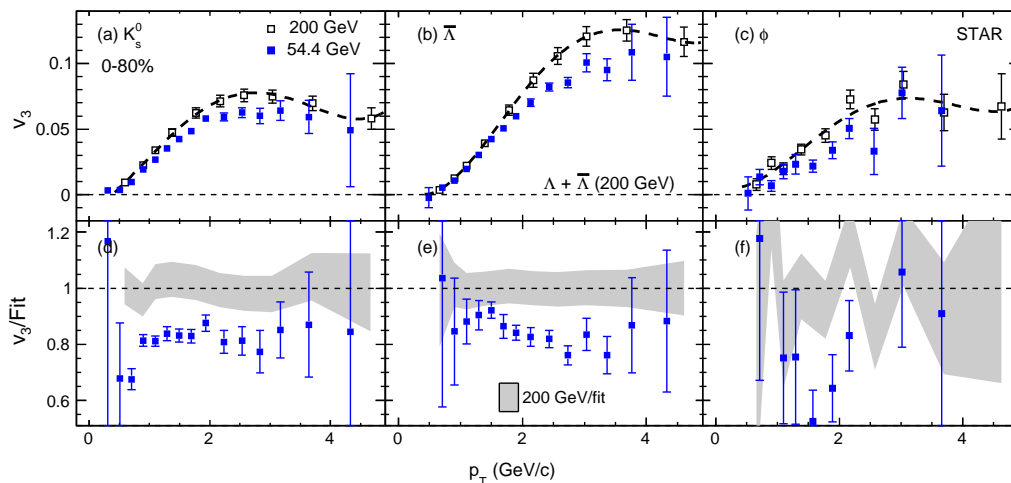 (a) K⁰ₛ
0-80%
200 GeV
54.4 GeV
(b) Λ̅
Λ + Λ̅ (200 GeV)
(c) φ
STAR
v₃
0.1
0.05
0
(d)
(e)
(f)
200 GeV/fit
v₃/Fit
1.2
1
0.8
0.6
0 2 4 0 2 4 0 2 4
p_T (GeV/c)